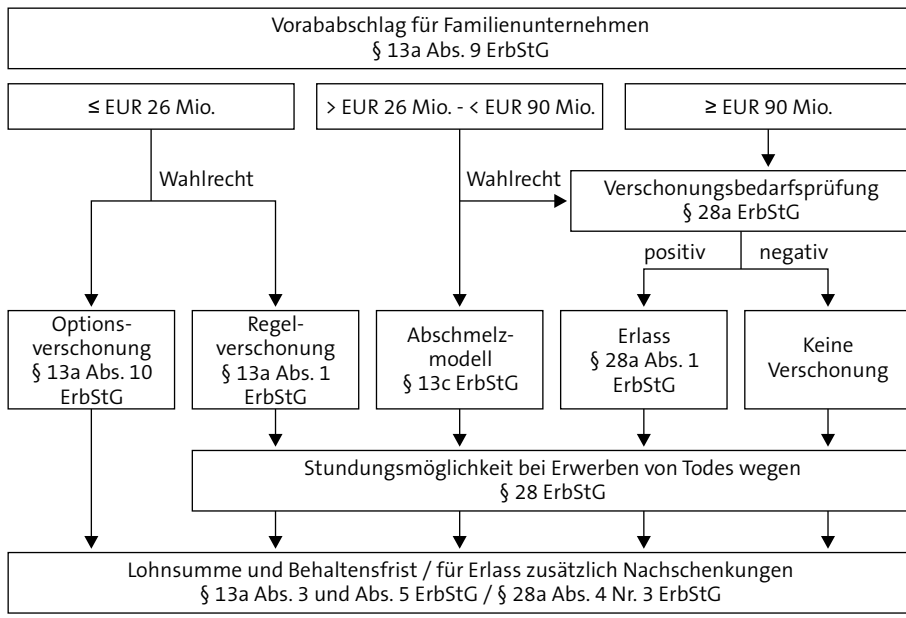 Vorababschlag für Familienunternehmen
§ 13a Abs. 9 ErbStG
≤ EUR 26 Mio.
> EUR 26 Mio. - < EUR 90 Mio.
≥ EUR 90 Mio.
Wahlrecht
Wahlrecht
Verschonungsbedarfsprüfung
§ 28a ErbStG
positiv
negativ
Options-
verschonung
§ 13a Abs. 10
ErbStG
Regel-
verschonung
§ 13a Abs. 1
ErbStG
Abschmelz-
modell
§ 13c ErbStG
Erlass
§ 28a Abs. 1
ErbStG
Keine
Verschonung
Stundungsmöglichkeit bei Erwerben von Todes wegen
§ 28 ErbStG
Lohnsumme und Behaltensfrist / für Erlass zusätzlich Nachschenkungen
§ 13a Abs. 3 und Abs. 5 ErbStG / § 28a Abs. 4 Nr. 3 ErbStG